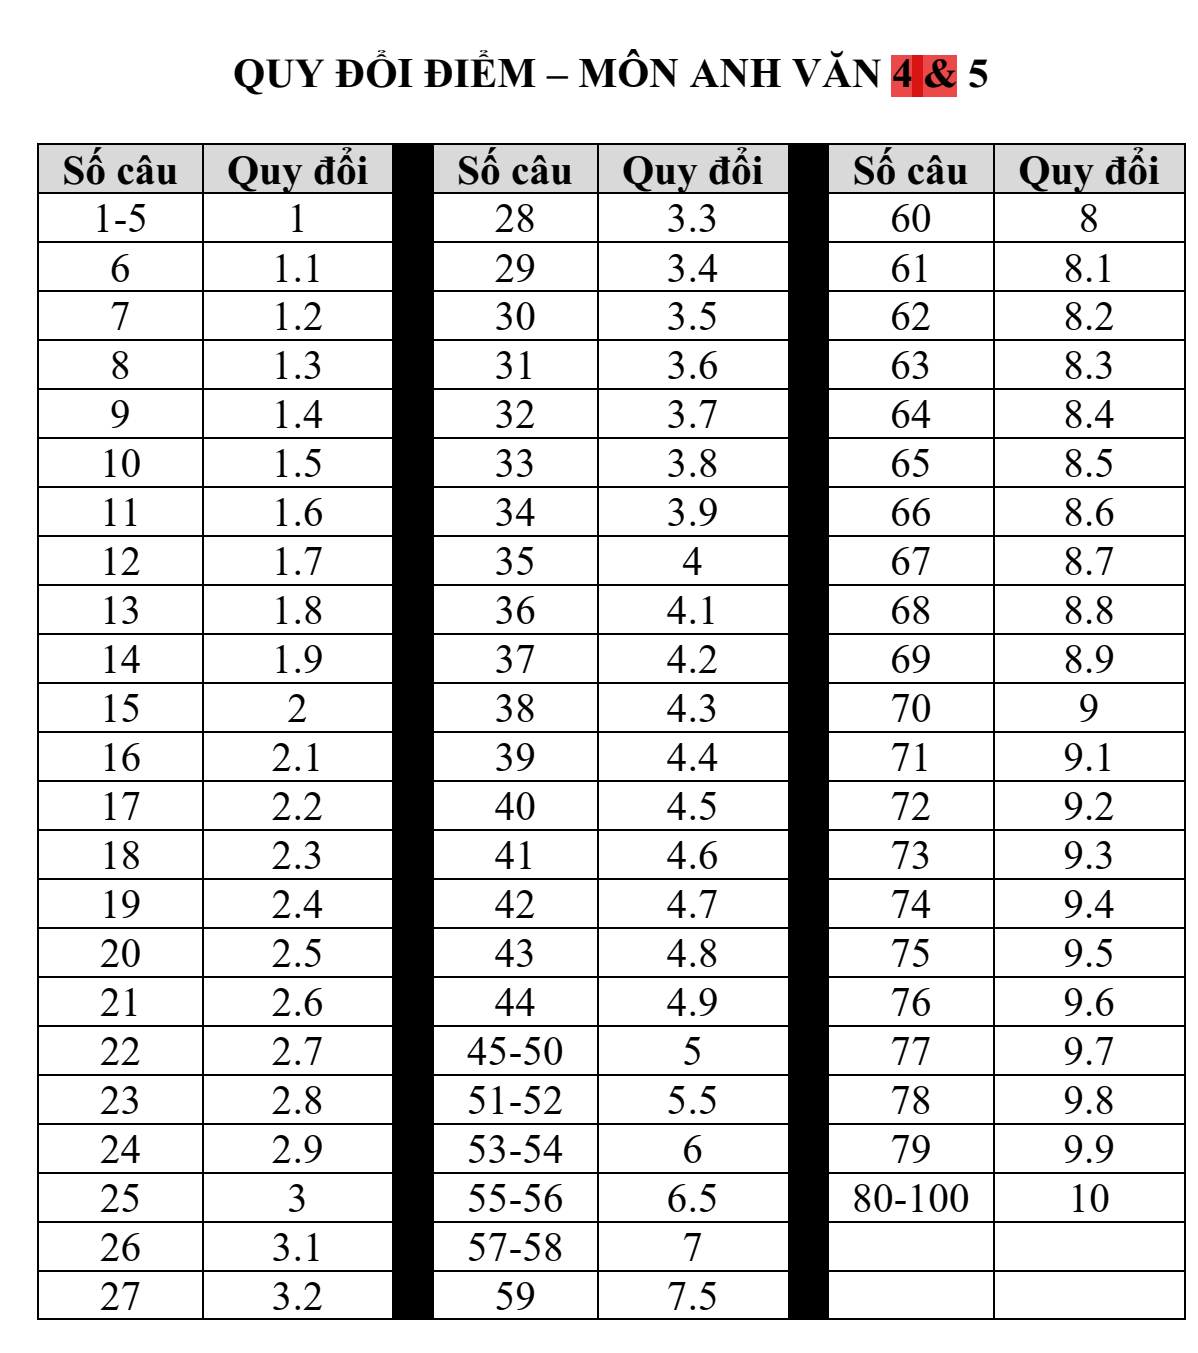 QUY ĐỔI ĐIỂM – MÔN ANH VĂN 4 & 5
Số câu Quy đổi Số câu Quy đổi Số câu Quy đổi
1-5 1 28 3.3 60 8
6 1.1 29 3.4 61 8.1
7 1.2 30 3.5 62 8.2
8 1.3 31 3.6 63 8.3
9 1.4 32 3.7 64 8.4
10 1.5 33 3.8 65 8.5
11 1.6 34 3.9 66 8.6
12 1.7 35 4 67 8.7
13 1.8 36 4.1 68 8.8
14 1.9 37 4.2 69 8.9
15 2 38 4.3 70 9
16 2.1 39 4.4 71 9.1
17 2.2 40 4.5 72 9.2
18 2.3 41 4.6 73 9.3
19 2.4 42 4.7 74 9.4
20 2.5 43 4.8 75 9.5
21 2.6 44 4.9 76 9.6
22 2.7 45-50 5 77 9.7
23 2.8 51-52 5.5 78 9.8
24 2.9 53-54 6 79 9.9
25 3 55-56 6.5 80-100 10
26 3.1 57-58 7
27 3.2 59 7.5